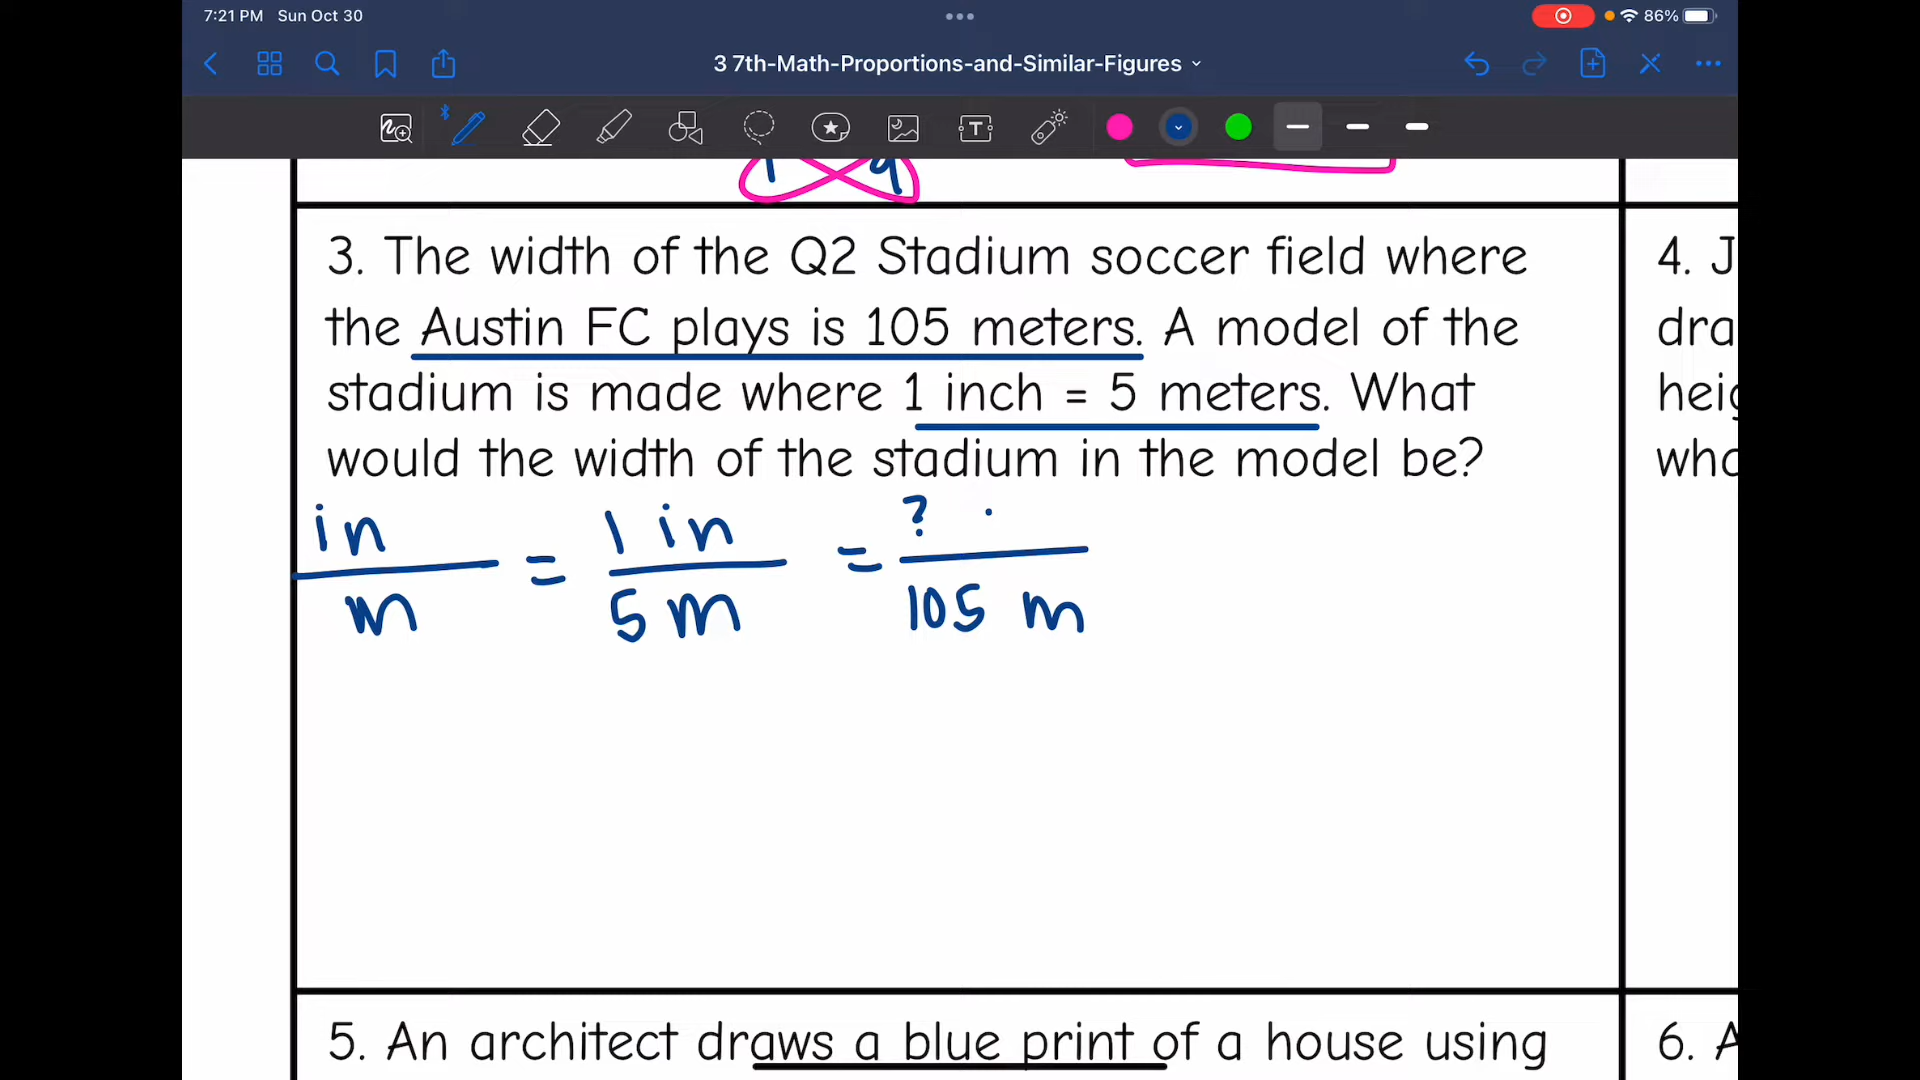 7:21 PM Sun Oct 30
86%
3 7th-Math-Proportions-and-Similar-Figures
1 9
3. The width of the Q2 Stadium soccer field where
the Austin FC plays is 105 meters. A model of the
stadium is made where 1 inch = 5 meters. What
would the width of the stadium in the model be?
in = 1 in = ?
m 5 m 105 m
4. J
dra
heig
5. An architect draws a blue print of a house using
6. A